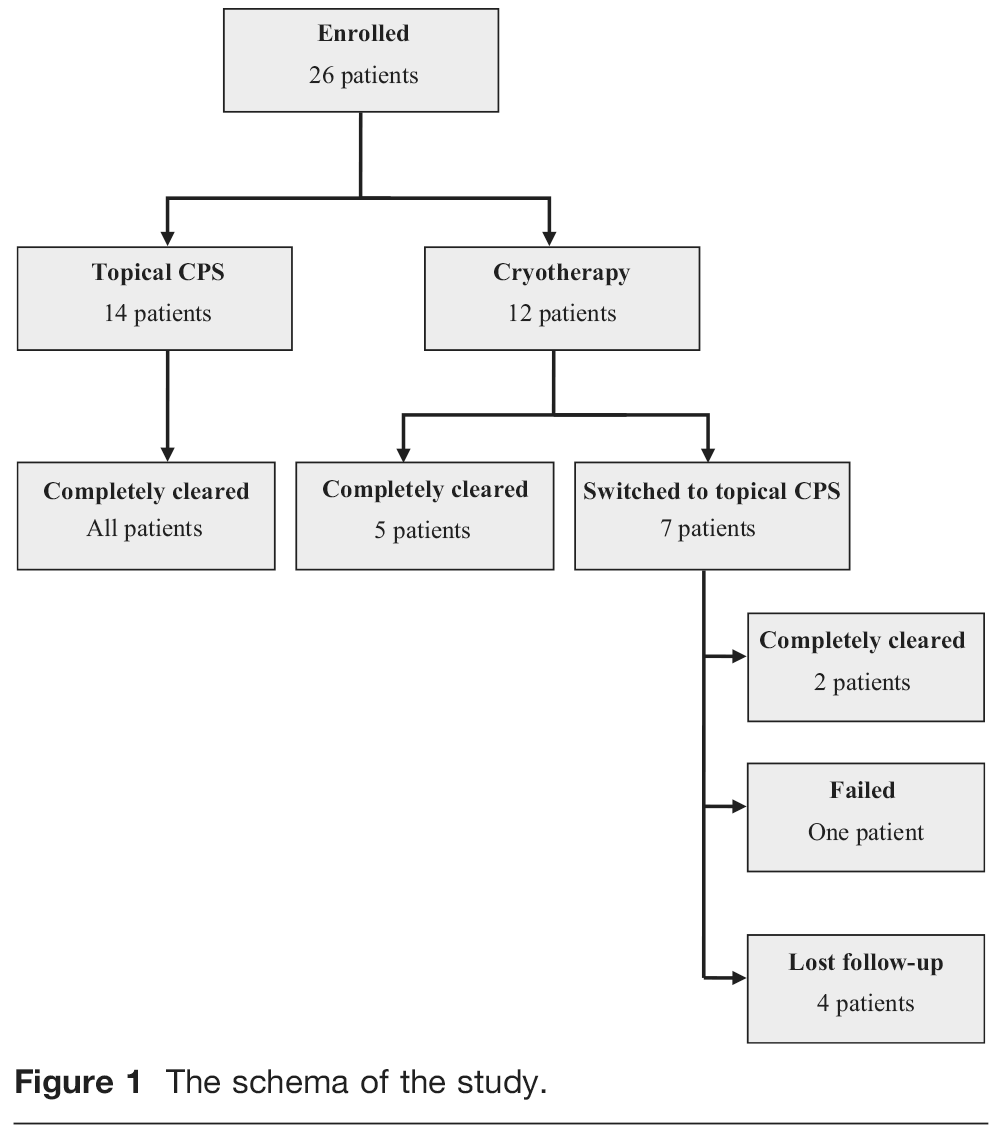 Enrolled
26 patients
Topical CPS
14 patients
Cryotherapy
12 patients
Completely cleared
All patients
Completely cleared
5 patients
Switched to topical CPS
7 patients
Completely cleared
2 patients
Failed
One patient
Lost follow-up
4 patients
Figure 1 The schema of the study.